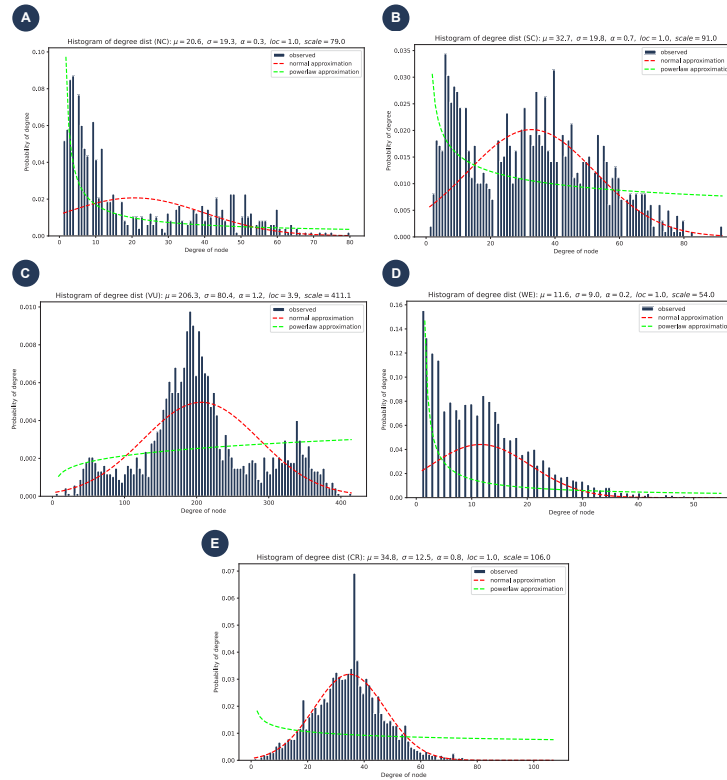 A
Histogram of degree dist (NC): μ = 20.6, σ = 19.3, α = 0.3, loc = 1.0, scale = 79.0
observed
normal approximation
powerlaw approximation
Probability of degree
0.10
0.08
0.06
0.04
0.02
0.00
0 10 20 30 40 50 60 70 80
Degree of node
B
Histogram of degree dist (SC): μ = 32.7, σ = 19.8, α = 0.7, loc = 1.0, scale = 91.0
observed
normal approximation
powerlaw approximation
Probability of degree
0.035
0.030
0.025
0.020
0.015
0.010
0.005
0.000
0 20 40 60 80
Degree of node
C
Histogram of degree dist (VU): μ = 206.3, σ = 80.4, α = 1.2, loc = 3.9, scale = 411.1
observed
normal approximation
powerlaw approximation
Probability of degree
0.010
0.008
0.006
0.004
0.002
0.000
0 100 200 300 400
Degree of node
D
Histogram of degree dist (WE): μ = 11.6, σ = 9.0, α = 0.2, loc = 1.0, scale = 54.0
observed
normal approximation
powerlaw approximation
Probability of degree
0.16
0.14
0.12
0.10
0.08
0.06
0.04
0.02
0.00
0 10 20 30 40 50
Degree of node
E
Histogram of degree dist (CR): μ = 34.8, σ = 12.5, α = 0.8, loc = 1.0, scale = 106.0
observed
normal approximation
powerlaw approximation
Probability of degree
0.07
0.06
0.05
0.04
0.03
0.02
0.01
0.00
0 20 40 60 80 100
Degree of node